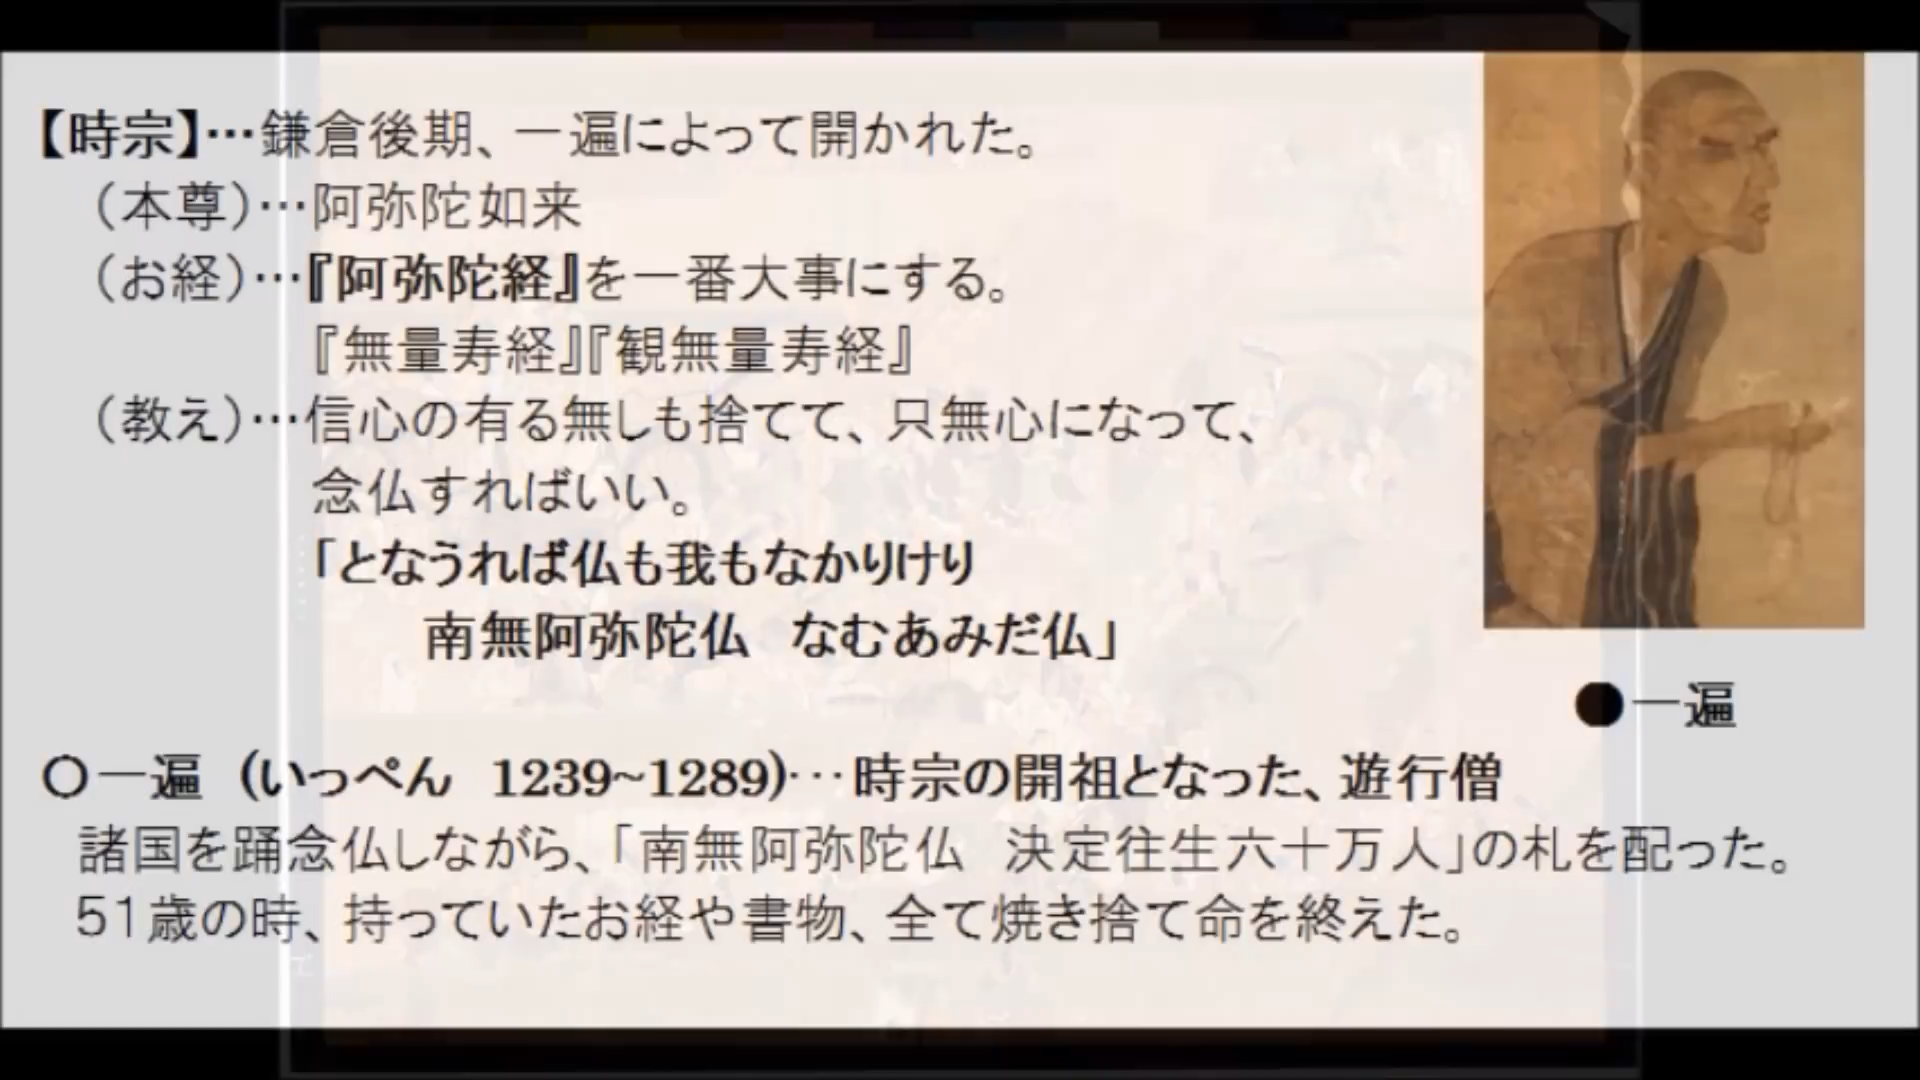 【時宗】…鎌倉後期、一遍によって開かれた。
（本尊）…阿弥陀如来
（お経）…『阿弥陀経』を一番大事にする。
『無量寿経』『観無量寿経』
（教え）…信心の有る無しも捨てて、只無心になって、
念仏すればいい。
「となうれば仏も我もなかりけり
南無阿弥陀仏　なむあみだ仏」
●一遍
〇一遍（いっぺん　1239~1289)…時宗の開祖となった、遊行僧
諸国を踊念仏しながら、「南無阿弥陀仏　決定往生六十万人」の札を配った。
51歳の時、持っていたお経や書物、全て焼き捨て命を終えた。